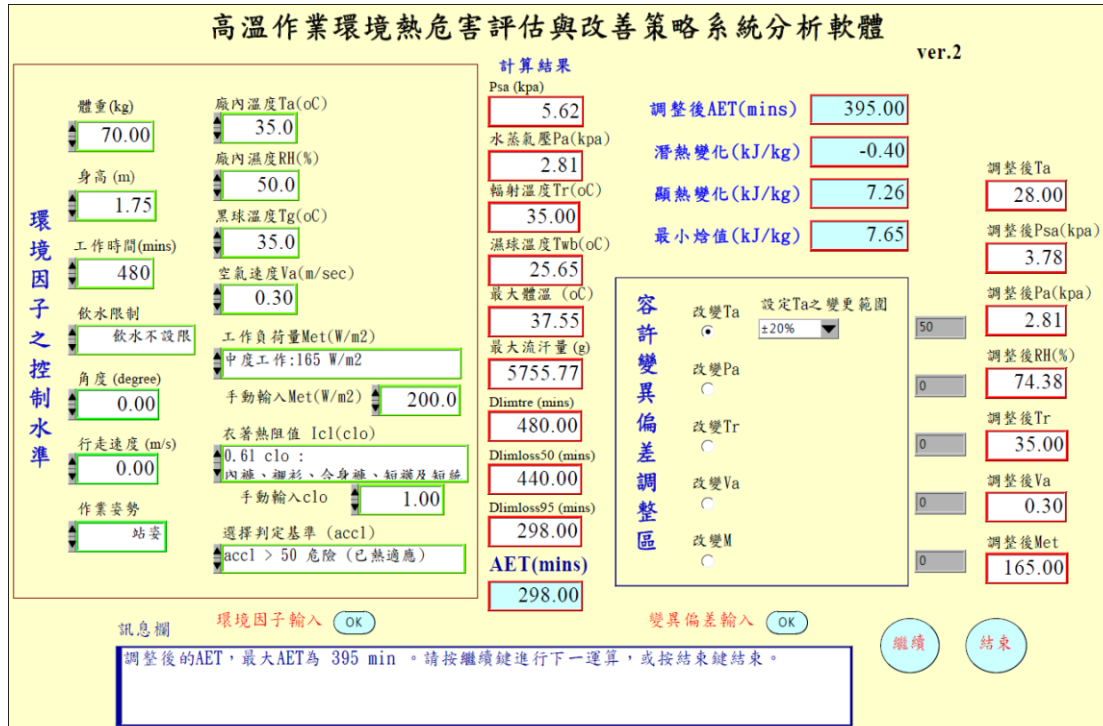 高溫作業環境熱危害評估與改善策略系統分析軟體
ver.2
環境因子之控制水準
體重(kg)
70.00
身高 (m)
1.75
工作時間(mins)
480
飲水限制
飲水不設限
角度 (degree)
0.00
行走速度 (m/s)
0.00
作業姿勢
站姿
廠內溫度Ta(oC)
35.0
廠內濕度RH(%)
50.0
黑球溫度Tg(oC)
35.0
空氣速度Va(m/sec)
0.30
工作負荷量Met(W/m2)
中度工作:165 W/m2
手動輸入Met(W/m2)
200.0
衣著熱阻值 Icl(clo)
0.61 clo :
內褲、襯衫、合身褲、短襪及短統
手動輸入clo
1.00
選擇判定基準 (accl)
accl > 50 危險 (已熱適應)
計算結果
Psa (kpa)
5.62
水蒸氣壓Pa(kpa)
2.81
輻射溫度Tr(oC)
35.00
濕球溫度Twb(oC)
25.65
最大體溫 (oC)
37.55
最大流汗量(g)
5755.77
Dlimtre (mins)
480.00
Dlimloss50 (mins)
440.00
Dlimloss95 (mins)
298.00
AET(mins)
298.00
調整後AET(mins)
395.00
潛熱變化(kJ/kg)
-0.40
顯熱變化(kJ/kg)
7.26
最小焓值(kJ/kg)
7.65
容許變異偏差調整區
改變Ta
設定Ta之變更範圍
±20%
改變Pa
改變Tr
改變Va
改變M
50
0
0
0
0
調整後Ta
28.00
調整後Psa(kpa)
3.78
調整後Pa(kpa)
2.81
調整後RH(%)
74.38
調整後Tr
35.00
調整後Va
0.30
調整後Met
165.00
環境因子輸入
OK
變異偏差輸入
OK
繼續
結束
訊息欄
調整後的AET,最大AET為 395 min 。請按繼續鍵進行下一運算,或按結束鍵結束。